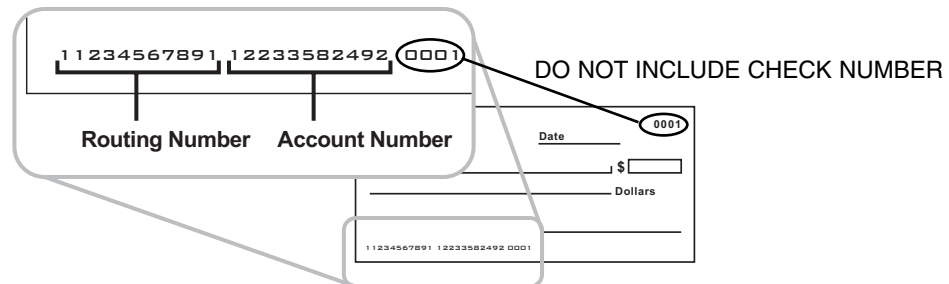 11234567891 12233582492 0001
DO NOT INCLUDE CHECK NUMBER
Routing Number Account Number
0001
Date
$
Dollars
11234567891 12233582492 0001